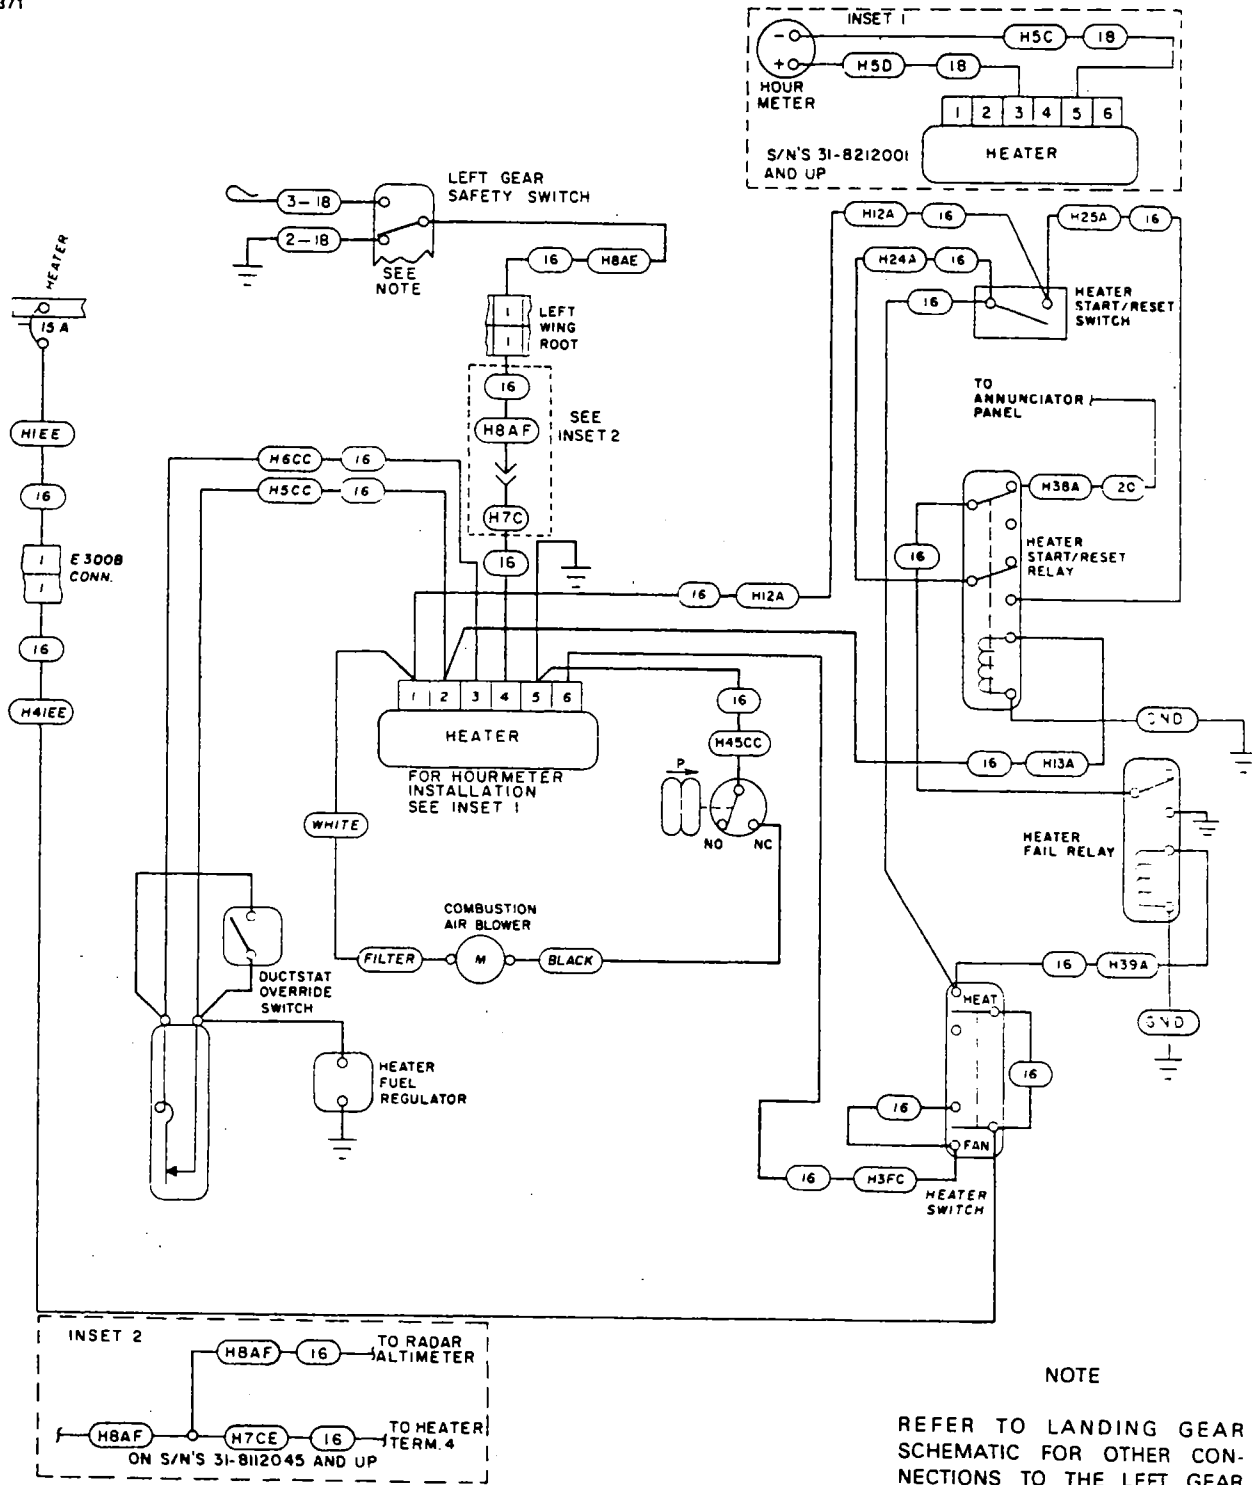 INSET 1
-
H5C
18
+
H5D
18
HOUR
METER
1 2 3 4 5 6
HEATER
S/N'S 31-8212001
AND UP
LEFT GEAR
SAFETY SWITCH
3-18
2-18
SEE
NOTE
16
H8AE
H12A
16
H25A
16
H24A
16
16
HEATER
START/RESET
SWITCH
HEATER
15 A
1
1
LEFT
WING
ROOT
16
H8AF
SEE
INSET 2
H7C
16
TO
ANNUNCIATOR
PANEL
H1EE
16
1
1
E300B
CONN.
16
H41EE
H6CC
16
H5CC
16
H38A
2C
16
HEATER
START/RESET
RELAY
16
H12A
1 2 3 4 5 6
HEATER
FOR HOURMETER
INSTALLATION
SEE INSET 1
16
H45CC
P
NO
NC
GND
16
H13A
HEATER
FAIL RELAY
WHITE
COMBUSTION
AIR BLOWER
FILTER
M
BLACK
DUCTSTAT
OVERRIDE
SWITCH
16
H39A
HEAT
GND
16
HEATER
FUEL
REGULATOR
16
FAN
16
H3FC
HEATER
SWITCH
INSET 2
H8AF
16
TO RADAR
ALTIMETER
H8AF
H7CE
16
TO HEATER
TERM. 4
ON S/N'S 31-8112045 AND UP
NOTE
REFER TO LANDING GEAR
SCHEMATIC FOR OTHER CON-
NECTIONS TO THE LEFT GEAR